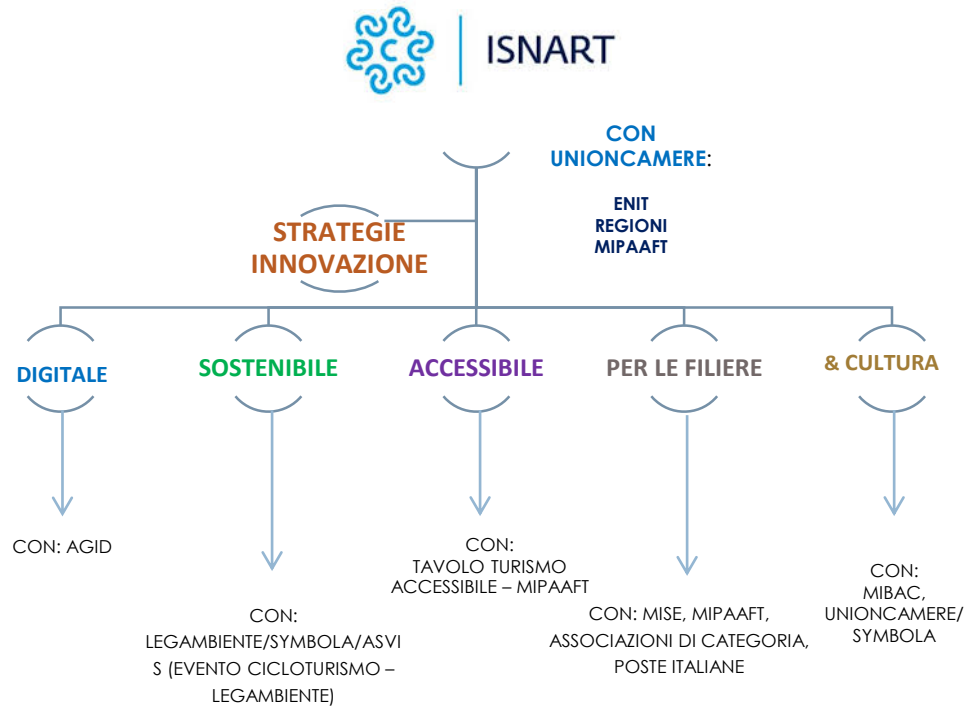 ISNART
CON
UNIONCAMERE:
ENIT
REGIONI
MIPAAFT
STRATEGIE
INNOVAZIONE
DIGITALE
SOSTENIBILE
ACCESSIBILE
PER LE FILIERE
& CULTURA
CON: AGID
CON:
LEGAMBIENTE/SYMBOLA/ASVI
S (EVENTO CICLOTURISMO –
LEGAMBIENTE)
CON:
TAVOLO TURISMO
ACCESSIBILE – MIPAAFT
CON: MISE, MIPAAFT,
ASSOCIAZIONI DI CATEGORIA,
POSTE ITALIANE
CON:
MIBAC,
UNIONCAMERE/
SYMBOLA